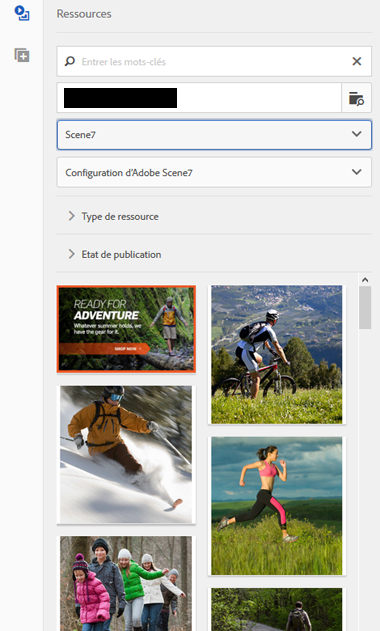 Ressources
Entrer les mots-clés
Scene7
Configuration d'Adobe Scene7
Type de ressource
Etat de publication
READY FOR
ADVENTURE
Whatever summer holds, we
have the gear for it.
SHOP NOW